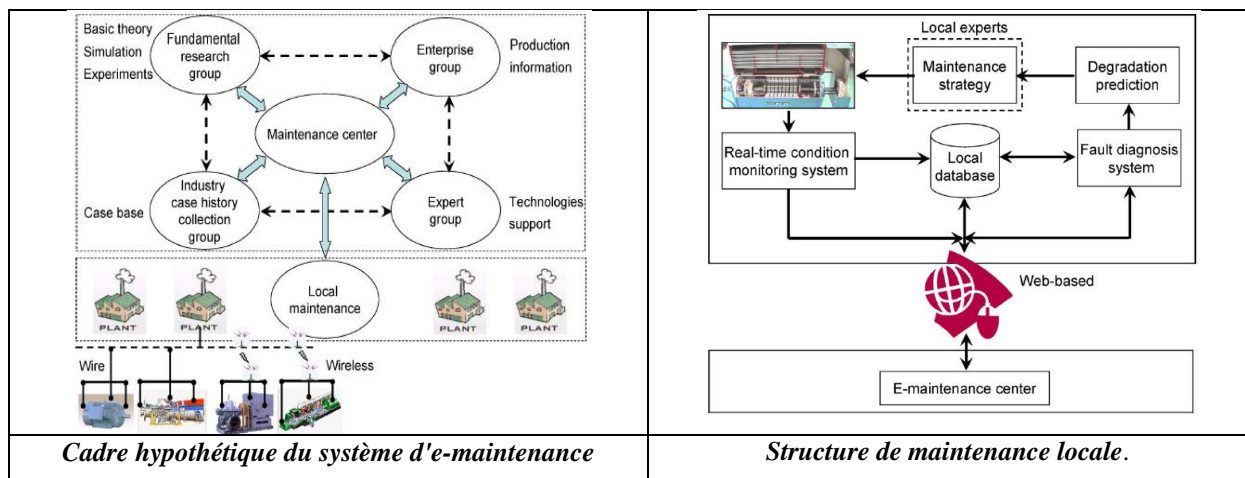 Basic theory
Simulation
Experiments
Fundamental
research
group
Enterprise
group
Production
information
Maintenance center
Case base
Industry
case history
collection
group
Expert
group
Technologies
support
PLANT
PLANT
Local
maintenance
PLANT
PLANT
Wire
Wireless
Cadre hypothétique du système d'e-maintenance
Local experts
Maintenance
strategy
Degradation
prediction
Real-time condition
monitoring system
Local
database
Fault diagnosis
system
Web-based
E-maintenance center
Structure de maintenance locale.